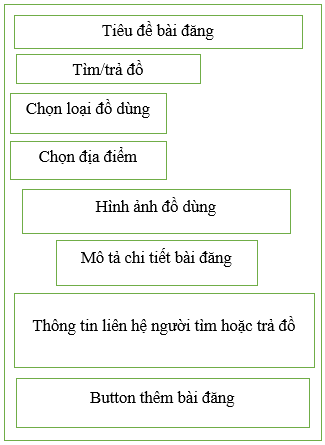 Tiêu đề bài đăng
Tìm/trả đồ
Chọn loại đồ dùng
Chọn địa điểm
Hình ảnh đồ dùng
Mô tả chi tiết bài đăng
Thông tin liên hệ người tìm hoặc trả đồ
Button thêm bài đăng